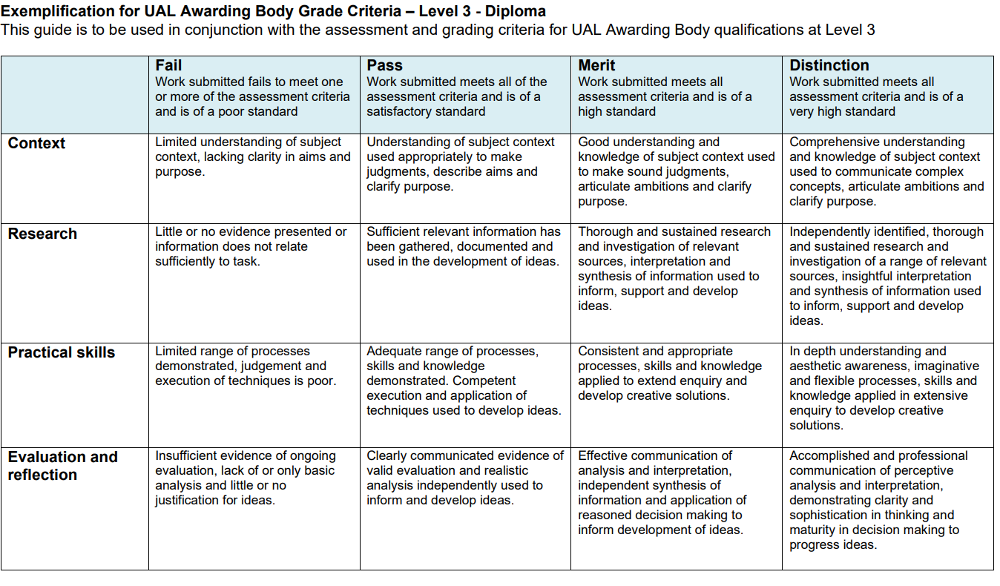 Exemplification for UAL Awarding Body Grade Criteria – Level 3 - Diploma
This guide is to be used in conjunction with the assessment and grading criteria for UAL Awarding Body qualifications at Level 3
Fail
Work submitted fails to meet one
or more of the assessment criteria
and is of a poor standard
Pass
Work submitted meets all of the
assessment criteria and is of a
satisfactory standard
Merit
Work submitted meets all
assessment criteria and is of a
high standard
Distinction
Work submitted meets all
assessment criteria and is of a
very high standard
Context
Limited understanding of subject
context, lacking clarity in aims and
purpose.
Understanding of subject context
used appropriately to make
judgments, describe aims and
clarify purpose.
Good understanding and
knowledge of subject context used
to make sound judgments,
articulate ambitions and clarify
purpose.
Comprehensive understanding
and knowledge of subject context
used to communicate complex
concepts, articulate ambitions and
clarify purpose.
Research
Little or no evidence presented or
information does not relate
sufficiently to task.
Sufficient relevant information has
been gathered, documented and
used in the development of ideas.
Thorough and sustained research
and investigation of relevant
sources, interpretation and
synthesis of information used to
inform, support and develop
ideas.
Independently identified, thorough
and sustained research and
investigation of a range of relevant
sources, insightful interpretation
and synthesis of information used
to inform, support and develop
ideas.
Practical skills
Limited range of processes
demonstrated, judgement and
execution of techniques is poor.
Adequate range of processes,
skills and knowledge
demonstrated. Competent
execution and application of
techniques used to develop ideas.
Consistent and appropriate
processes, skills and knowledge
applied to extend enquiry and
develop creative solutions.
In depth understanding and
aesthetic awareness, imaginative
and flexible processes, skills and
knowledge applied in extensive
enquiry to develop creative
solutions.
Evaluation and
reflection
Insufficient evidence of ongoing
evaluation, lack of or only basic
analysis and little or no
justification for ideas.
Clearly communicated evidence of
valid evaluation and realistic
analysis independently used to
inform and develop ideas.
Effective communication of
analysis and interpretation,
independent synthesis of
information and application of
reasoned decision making to
inform development of ideas.
Accomplished and professional
communication of perceptive
analysis and interpretation,
demonstrating clarity and
sophistication in thinking and
maturity in decision making to
progress ideas.